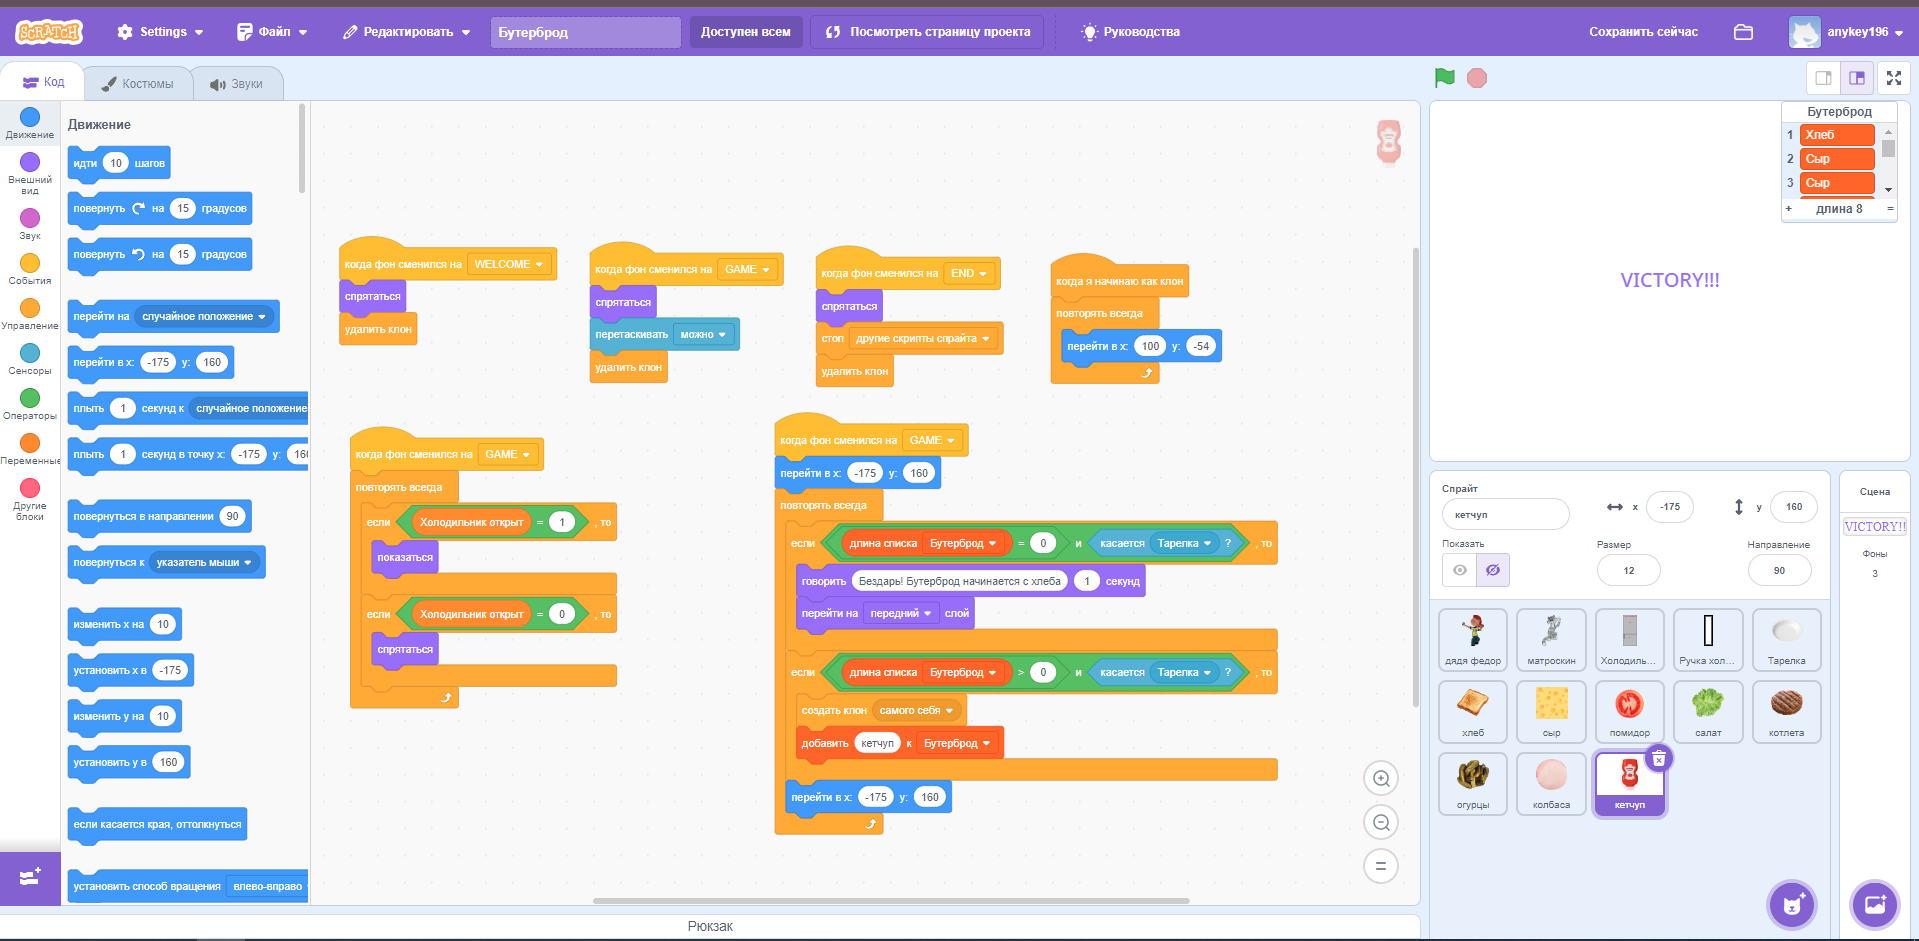 SCRATCH
Settings
Файл
Редактировать
Бутерброд
Доступен всем
Посмотреть страницу проекта
Руководства
Сохранить сейчас
anykey196
Код
Костюмы
Звуки
Движение
Внешний вид
Звук
События
Управление
Сенсоры
Операторы
Переменные
Другие блоки
Движение
идти 10 шагов
повернуть на 15 градусов
повернуть на 15 градусов
перейти на случайное положение
перейти в x: -175 y: 160
плыть 1 секунд к случайное положение
плыть 1 секунд в точку x: -175 y: 160
повернуться в направлении 90
повернуться к указатель мыши
изменить x на 10
установить x в -175
изменить y на 10
установить y в 160
если касается края, оттолкнуться
установить способ вращения влево-вправо
когда фон сменился на WELCOME
спрятаться
удалить клон
когда фон сменился на GAME
спрятаться
перетаскивать можно
удалить клон
когда фон сменился на END
спрятаться
стоп другие скрипты спрайта
удалить клон
когда я начинаю как клон
повторять всегда
перейти в x: 100 y: -54
когда фон сменился на GAME
повторять всегда
если Холодильник открыт = 1 , то
показаться
если Холодильник открыт = 0 , то
спрятаться
когда фон сменился на GAME
перейти в x: -175 y: 160
повторять всегда
если длина списка Бутерброд = 0 и касается Тарелка ? , то
говорить Бездарь! Бутерброд начинается с хлеба 1 секунд
перейти на передний слой
если длина списка Бутерброд > 0 и касается Тарелка ? , то
создать клон самого себя
добавить кетчуп к Бутерброд
перейти в x: -175 y: 160
Рюкзак
Бутерброд
1 Хлеб
2 Сыр
3 Сыр
+ длина 8 =
VICTORY!!!
Спрайт
кетчуп
x -175
y 160
Показать
Размер
12
Направление
90
дядя федор
матроскин
Холодиль...
Ручка хол...
Тарелка
хлеб
сыр
помидор
салат
котлета
огурцы
колбаса
кетчуп
Сцена
VICTORY!!
Фоны
3